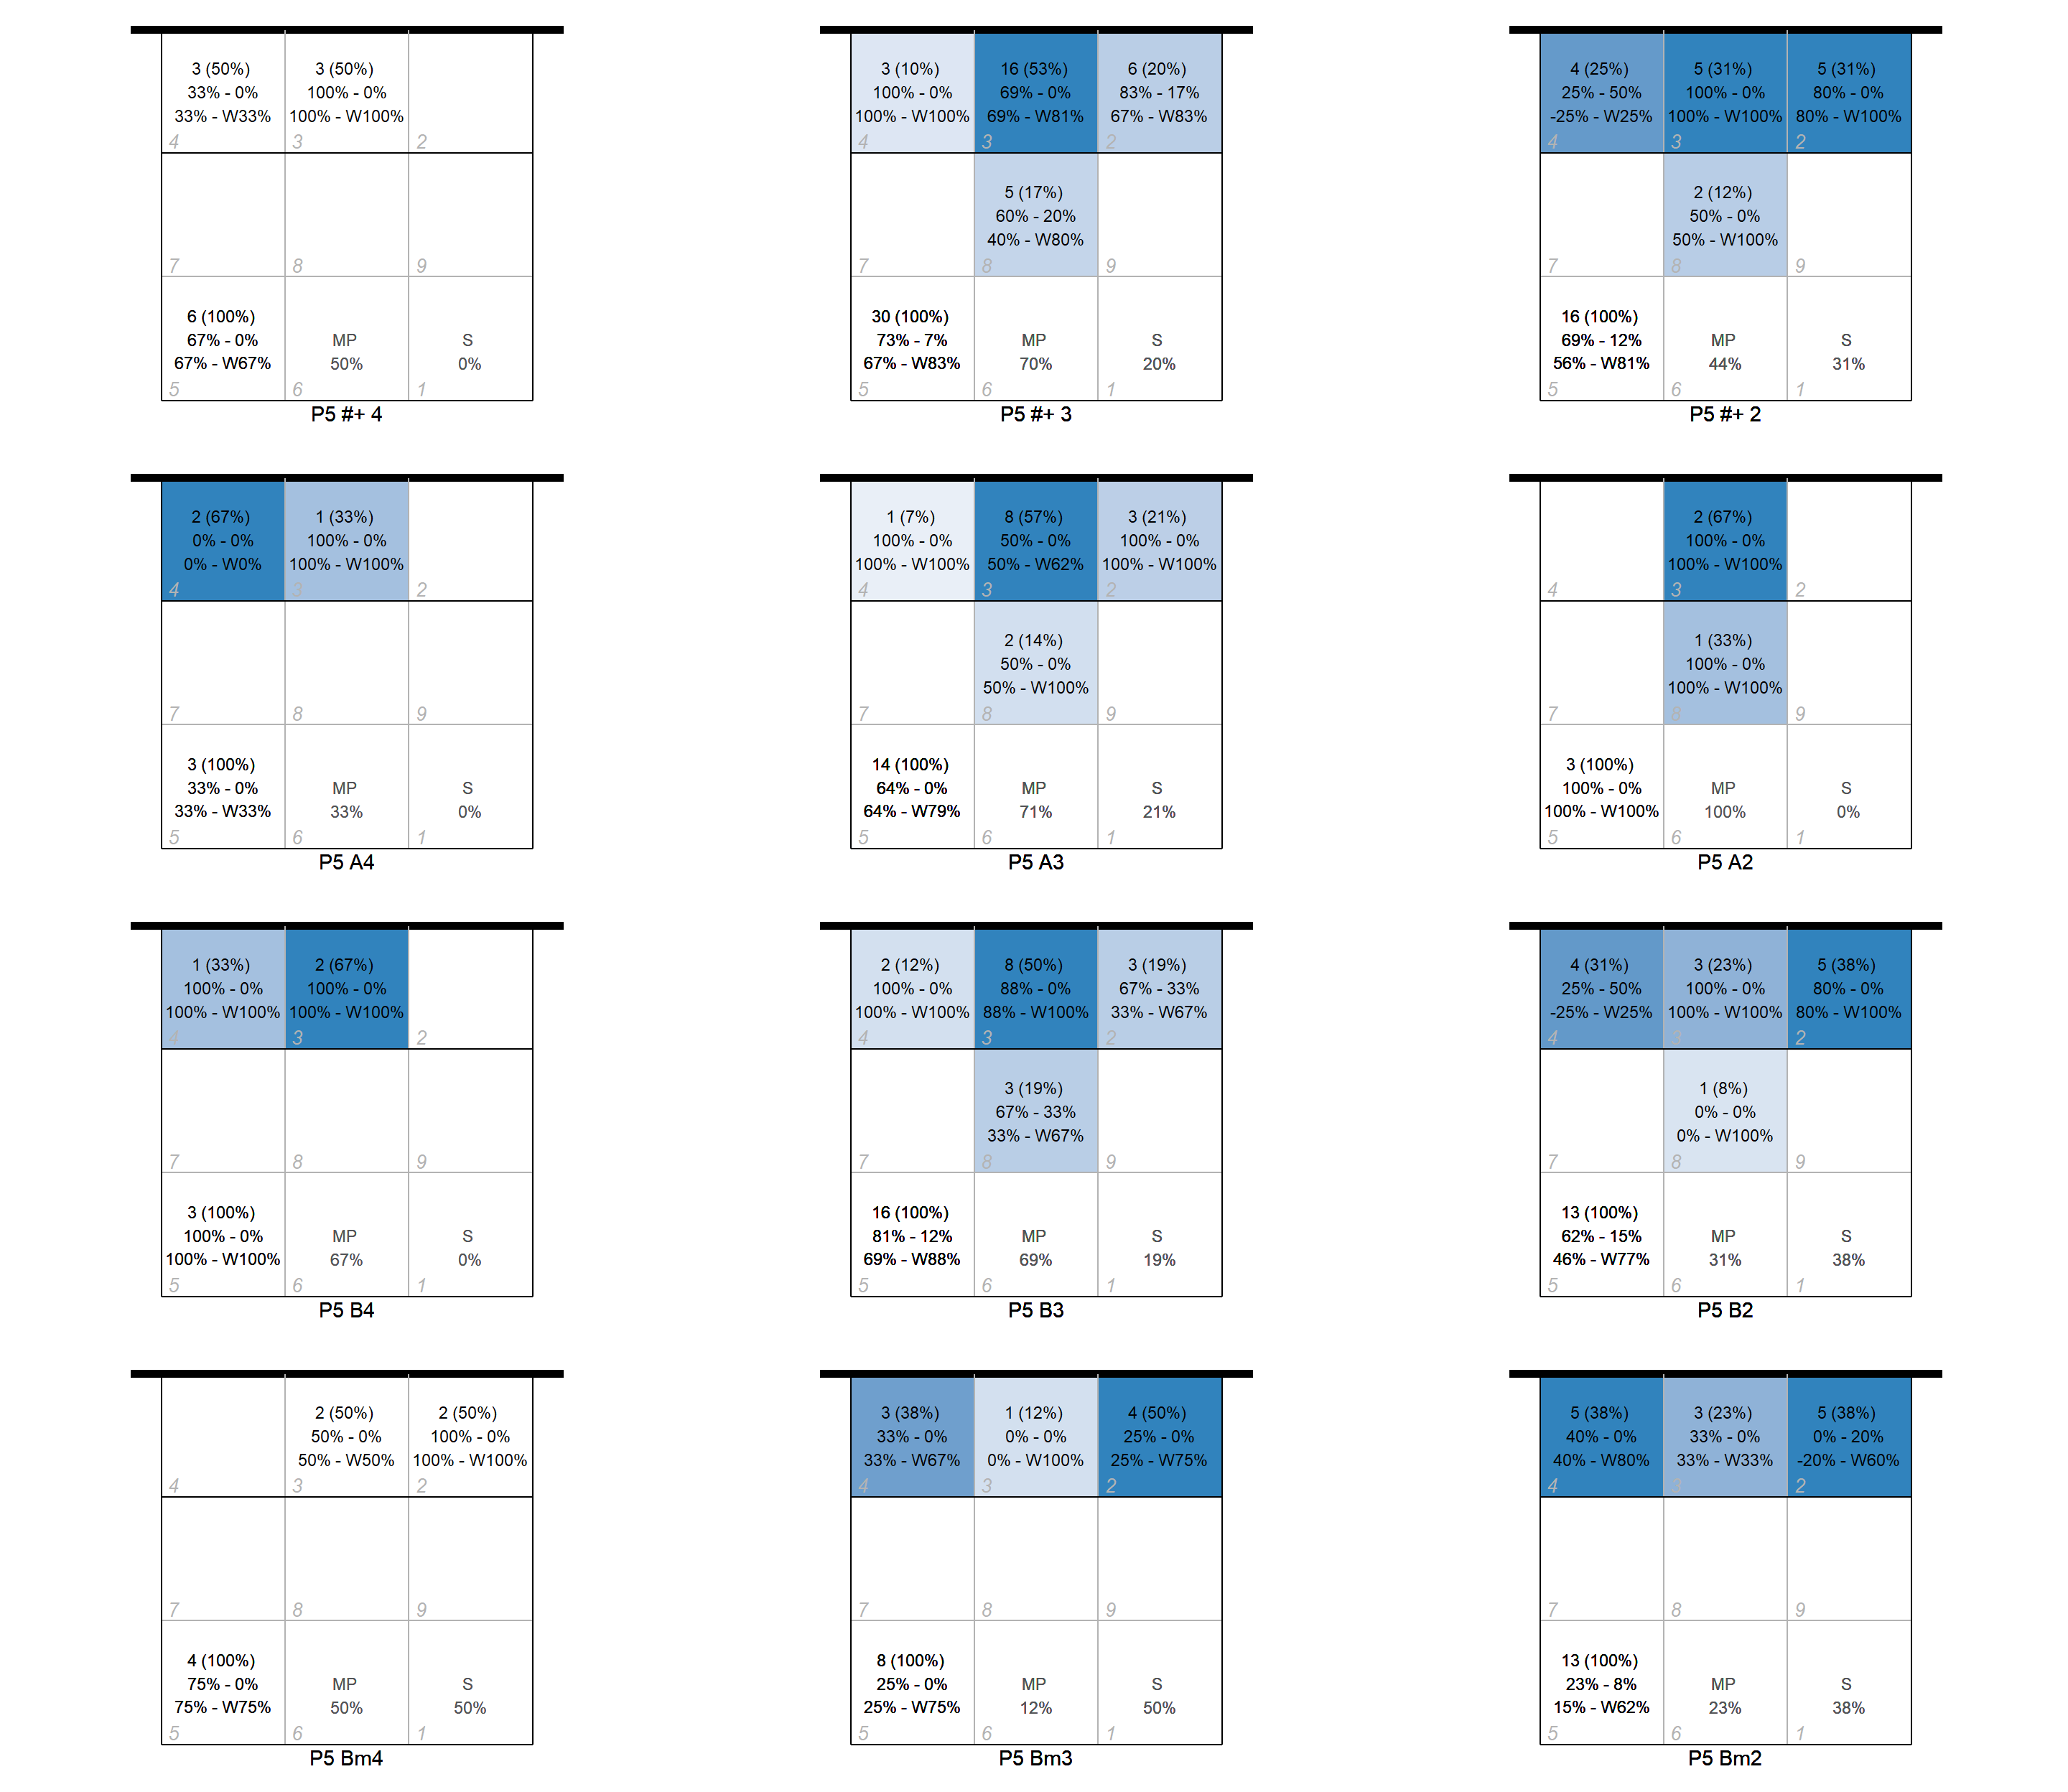 3 (50%)
33% - 0%
33% - W33%
4
3 (50%)
100% - 0%
100% - W100%
3
2
7
8
9
6 (100%)
67% - 0%
67% - W67%
5
MP
50%
6
S
0%
1
P5 #+ 4
3 (10%)
100% - 0%
100% - W100%
4
16 (53%)
69% - 0%
69% - W81%
3
6 (20%)
83% - 17%
67% - W83%
2
7
5 (17%)
60% - 20%
40% - W80%
8
9
30 (100%)
73% - 7%
67% - W83%
5
MP
70%
6
S
20%
1
P5 #+ 3
4 (25%)
25% - 50%
-25% - W25%
4
5 (31%)
100% - 0%
100% - W100%
3
5 (31%)
80% - 0%
80% - W100%
2
7
2 (12%)
50% - 0%
50% - W100%
8
9
16 (100%)
69% - 12%
56% - W81%
5
MP
44%
6
S
31%
1
P5 #+ 2
2 (67%)
0% - 0%
0% - W0%
4
1 (33%)
100% - 0%
100% - W100%
3
2
7
8
9
3 (100%)
33% - 0%
33% - W33%
5
MP
33%
6
S
0%
1
P5 A4
1 (7%)
100% - 0%
100% - W100%
4
8 (57%)
50% - 0%
50% - W62%
3
3 (21%)
100% - 0%
100% - W100%
2
7
2 (14%)
50% - 0%
50% - W100%
8
9
14 (100%)
64% - 0%
64% - W79%
5
MP
71%
6
S
21%
1
P5 A3
4
2 (67%)
100% - 0%
100% - W100%
3
2
7
1 (33%)
100% - 0%
100% - W100%
8
9
3 (100%)
100% - 0%
100% - W100%
5
MP
100%
6
S
0%
1
P5 A2
1 (33%)
100% - 0%
100% - W100%
4
2 (67%)
100% - 0%
100% - W100%
3
2
7
8
9
3 (100%)
100% - 0%
100% - W100%
5
MP
67%
6
S
0%
1
P5 B4
2 (12%)
100% - 0%
100% - W100%
4
8 (50%)
88% - 0%
88% - W100%
3
3 (19%)
67% - 33%
33% - W67%
2
7
3 (19%)
67% - 33%
33% - W67%
8
9
16 (100%)
81% - 12%
69% - W88%
5
MP
69%
6
S
19%
1
P5 B3
4 (31%)
25% - 50%
-25% - W25%
4
3 (23%)
100% - 0%
100% - W100%
3
5 (38%)
80% - 0%
80% - W100%
2
7
1 (8%)
0% - 0%
0% - W100%
8
9
13 (100%)
62% - 15%
46% - W77%
5
MP
31%
6
S
38%
1
P5 B2
4
2 (50%)
50% - 0%
50% - W50%
3
2 (50%)
100% - 0%
100% - W100%
2
7
8
9
4 (100%)
75% - 0%
75% - W75%
5
MP
50%
6
S
50%
1
P5 Bm4
3 (38%)
33% - 0%
33% - W67%
4
1 (12%)
0% - 0%
0% - W100%
3
4 (50%)
25% - 0%
25% - W75%
2
7
8
9
8 (100%)
25% - 0%
25% - W75%
5
MP
12%
6
S
50%
1
P5 Bm3
5 (38%)
40% - 0%
40% - W80%
4
3 (23%)
33% - 0%
33% - W33%
3
5 (38%)
0% - 20%
-20% - W60%
2
7
8
9
13 (100%)
23% - 8%
15% - W62%
5
MP
23%
6
S
38%
1
P5 Bm2